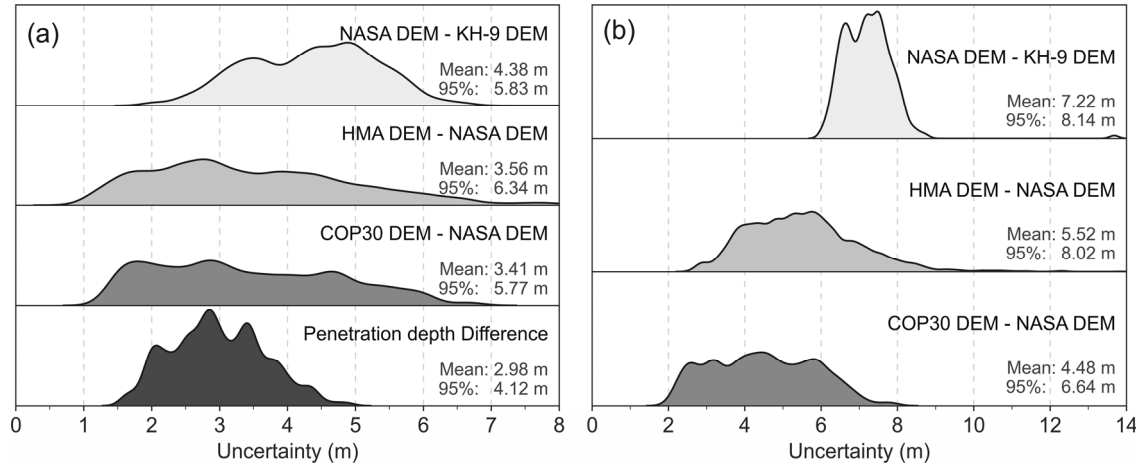 (a)
NASA DEM - KH-9 DEM
Mean: 4.38 m
95%: 5.83 m
HMA DEM - NASA DEM
Mean: 3.56 m
95%: 6.34 m
COP30 DEM - NASA DEM
Mean: 3.41 m
95%: 5.77 m
Penetration depth Difference
Mean: 2.98 m
95%: 4.12 m
0 1 2 3 4 5 6 7 8
Uncertainty (m)
(b)
NASA DEM - KH-9 DEM
Mean: 7.22 m
95%: 8.14 m
HMA DEM - NASA DEM
Mean: 5.52 m
95%: 8.02 m
COP30 DEM - NASA DEM
Mean: 4.48 m
95%: 6.64 m
0 2 4 6 8 10 12 14
Uncertainty (m)